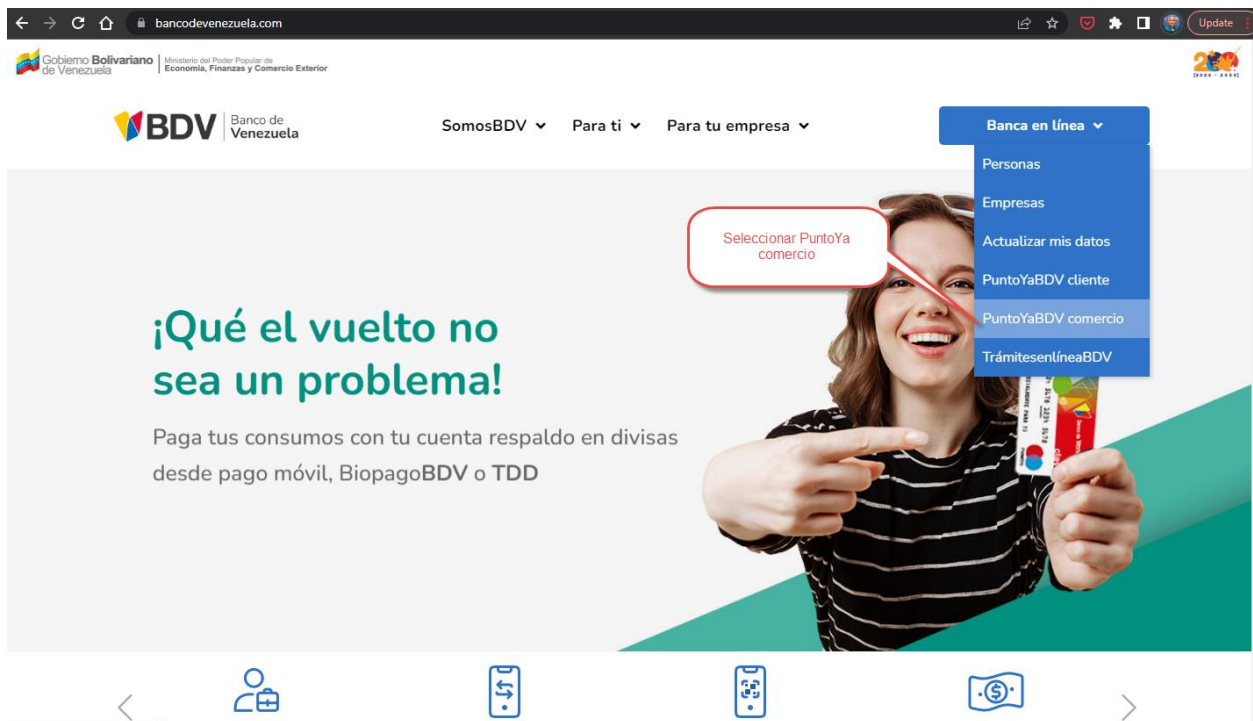 bancodevenezuela.com
Update
Gobierno Bolivariano
de Venezuela
Ministerio del Poder Popular de
Economía, Finanzas y Comercio Exterior
200
BDV
Banco de
Venezuela
SomosBDV
Para ti
Para tu empresa
Banca en línea
Personas
Empresas
Actualizar mis datos
PuntoYaBDV cliente
PuntoYaBDV comercio
TrámitesenlíneaBDV
Seleccionar PuntoYa
comercio
¡Qué el vuelto no
sea un problema!
Paga tus consumos con tu cuenta respaldo en divisas
desde pago móvil, BiopagoBDV o TDD